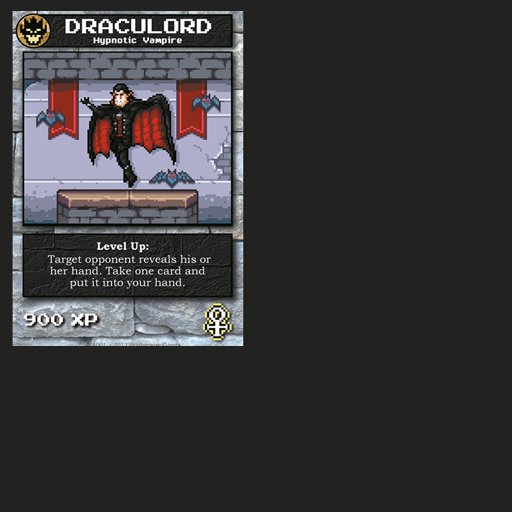 DRACULORD
Hypnotic Vampire
Level Up:
Target opponent reveals his or
her hand. Take one card and
put it into your hand.
900 XP